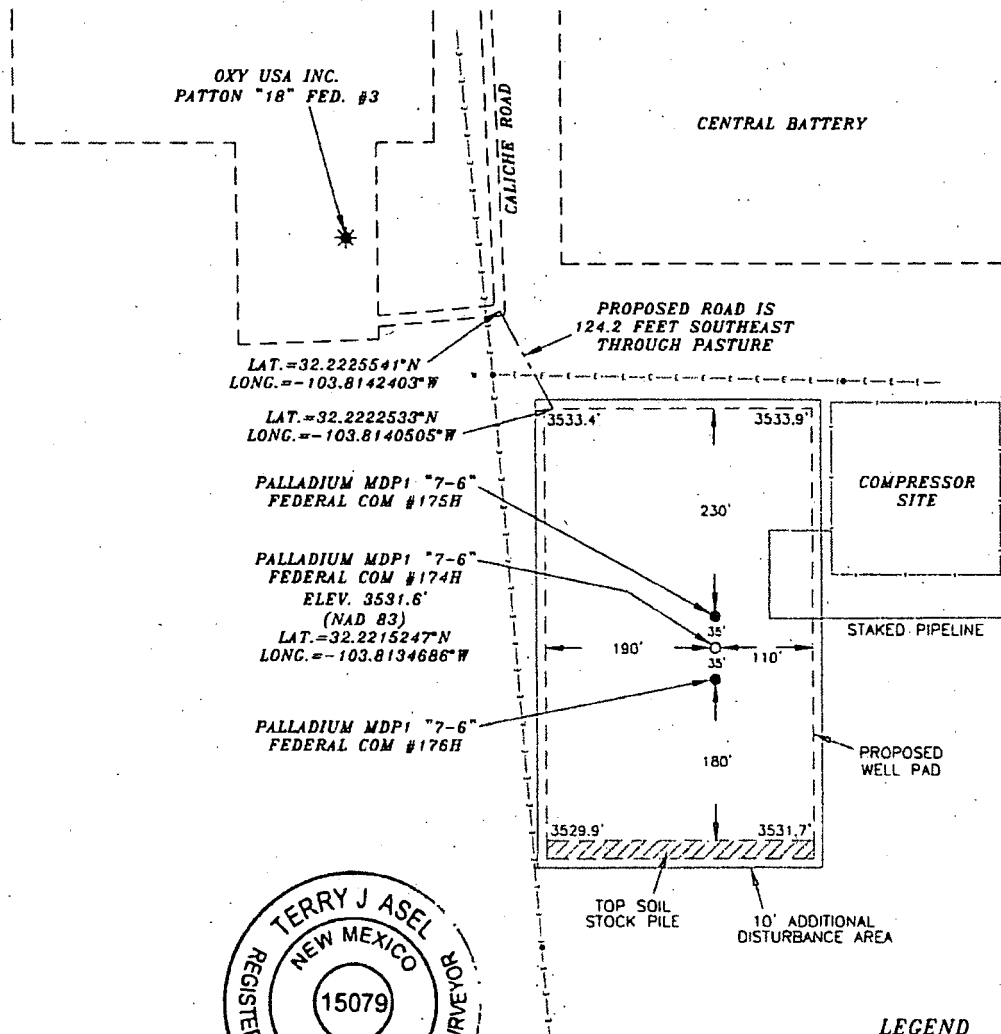 OXY USA INC.
PATTON "18" FED. #3
CALICHE ROAD
CENTRAL BATTERY
PROPOSED ROAD IS
124.2 FEET SOUTHEAST
THROUGH PASTURE
LAT.=32.2225541°N
LONG.=-103.8142403°W
LAT.=32.2222533°N
LONG.=-103.8140505°W
3533.4'
3533.9'
COMPRESSOR
SITE
PALLADIUM MDP1 "7-6"
FEDERAL COM #175H
230'
PALLADIUM MDP1 "7-6"
FEDERAL COM #174H
ELEV. 3531.6'
(NAD 83)
LAT.=32.2215247°N
LONG.=-103.8134686°W
35'
190'
110'
35'
STAKED PIPELINE
PALLADIUM MDP1 "7-6"
FEDERAL COM #176H
180'
PROPOSED
WELL PAD
3529.9'
3531.7'
TOP SOIL
STOCK PILE
10' ADDITIONAL
DISTURBANCE AREA
TERRY J ASEL
NEW MEXICO
15079
LEGEND